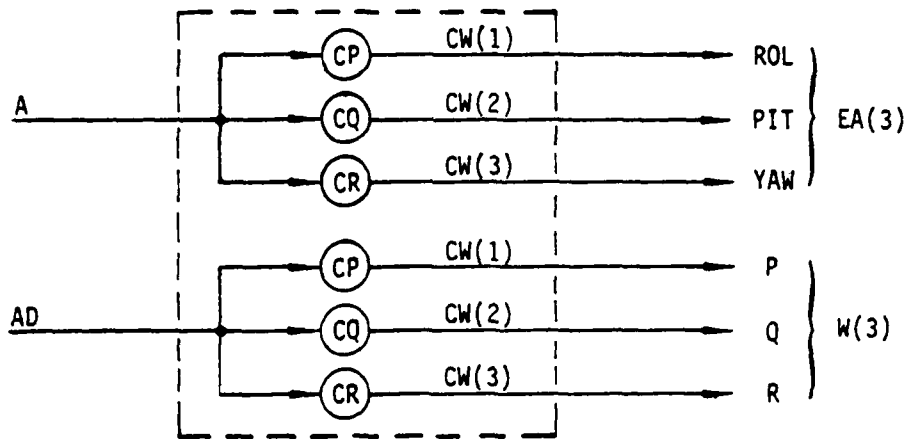 CW(1)
CP ROL
A CW(2)
CQ PIT EA(3)
CW(3)
CR YAW
CW(1)
CP P
AD CW(2)
CQ Q W(3)
CW(3)
CR R